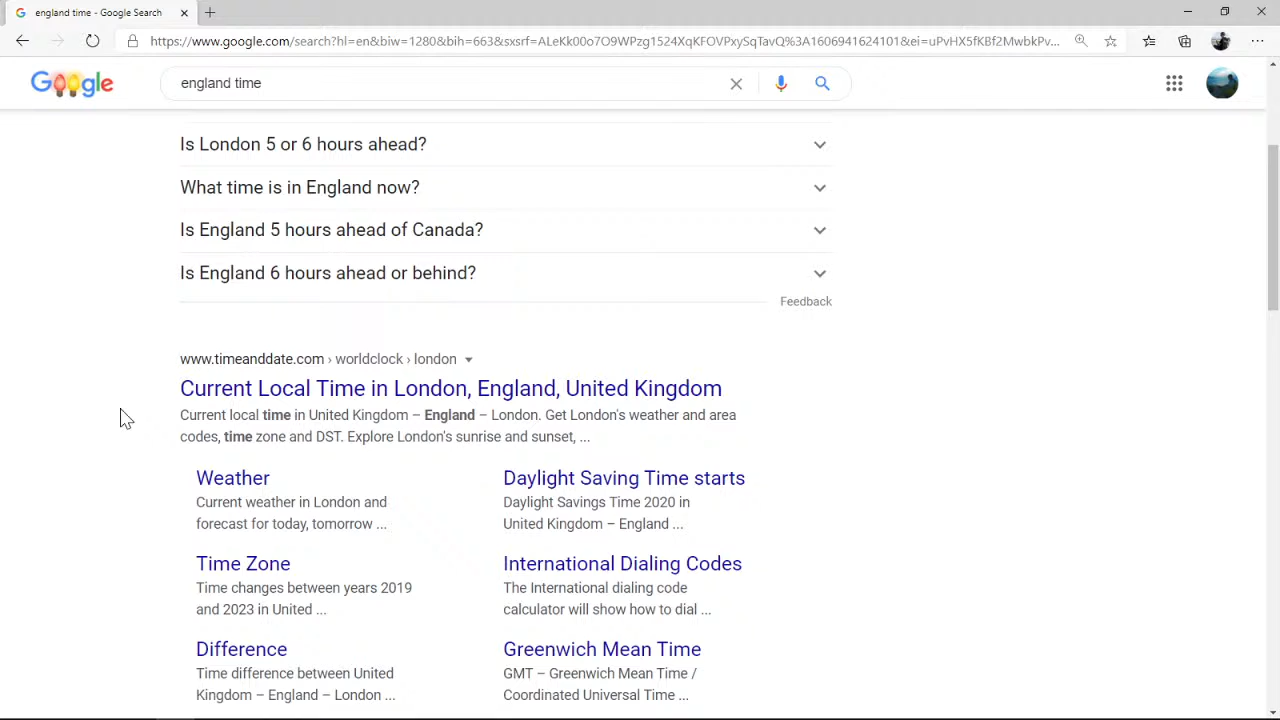 england time - Google Search
https://www.google.com/search?hl=en&biw=1280&bih=663&sxsrf=ALeKk00o7O9WPzg1524XqKFOVPxySqTavQ%3A1606941624101&ei=uPvHX5fKBf2MwbkPv...
Google
england time
Is London 5 or 6 hours ahead?
What time is in England now?
Is England 5 hours ahead of Canada?
Is England 6 hours ahead or behind?
Feedback
www.timeanddate.com › worldclock › london
Current Local Time in London, England, United Kingdom
Current local time in United Kingdom – England – London. Get London's weather and area
codes, time zone and DST. Explore London's sunrise and sunset, ...
Weather
Current weather in London and
forecast for today, tomorrow ...
Daylight Saving Time starts
Daylight Savings Time 2020 in
United Kingdom – England ...
Time Zone
Time changes between years 2019
and 2023 in United ...
International Dialing Codes
The International dialing code
calculator will show how to dial ...
Difference
Time difference between United
Kingdom – England – London ...
Greenwich Mean Time
GMT – Greenwich Mean Time /
Coordinated Universal Time ...